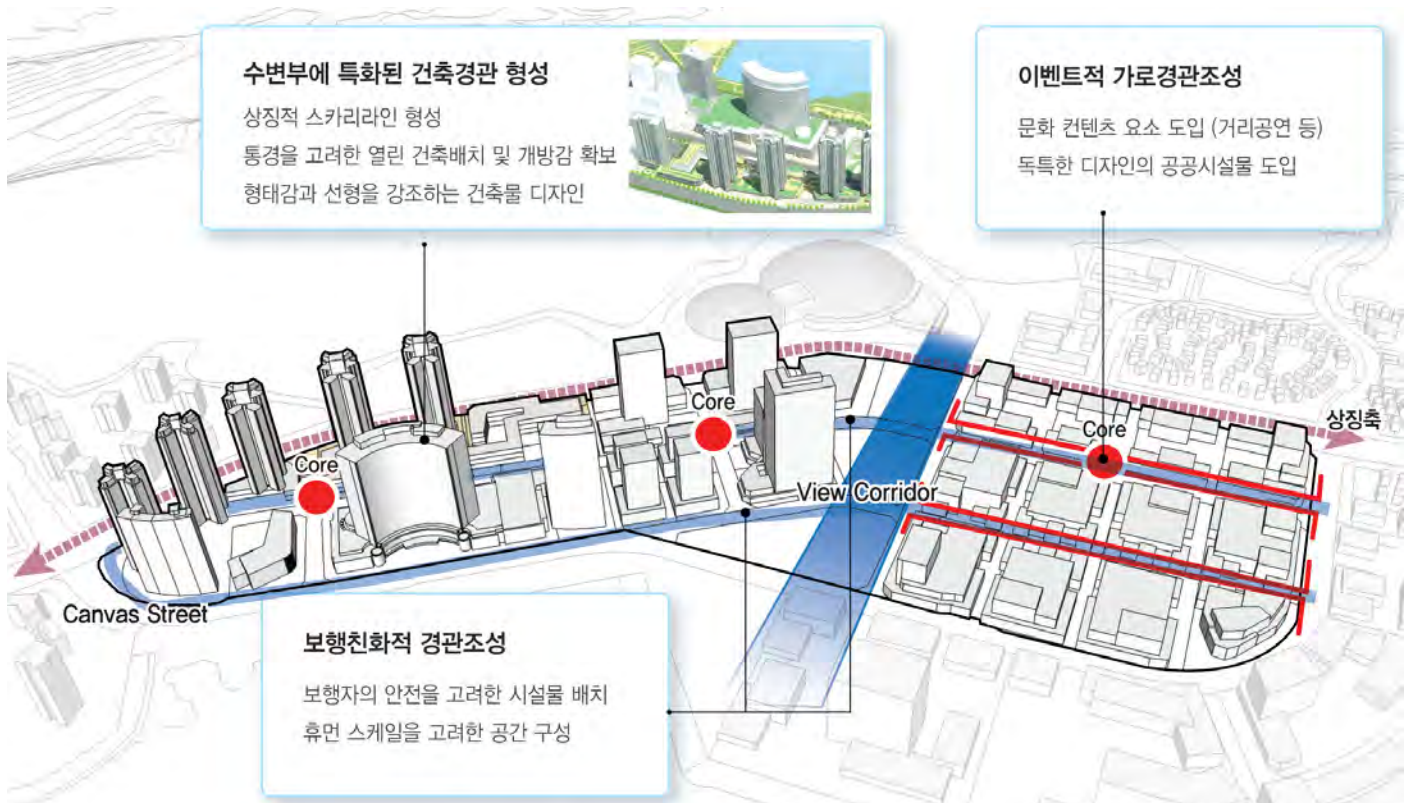 수변부에 특화된 건축경관 형성
상징적 스카리라인 형성
통경을 고려한 열린 건축배치 및 개방감 확보
형태감과 선형을 강조하는 건축물 디자인
이벤트적 가로경관조성
문화 컨텐츠 요소 도입 (거리공연 등)
독특한 디자인의 공공시설물 도입
Core
Core
Core
상징축
View Corridor
Canvas Street
보행친화적 경관조성
보행자의 안전을 고려한 시설물 배치
휴먼 스케일을 고려한 공간 구성